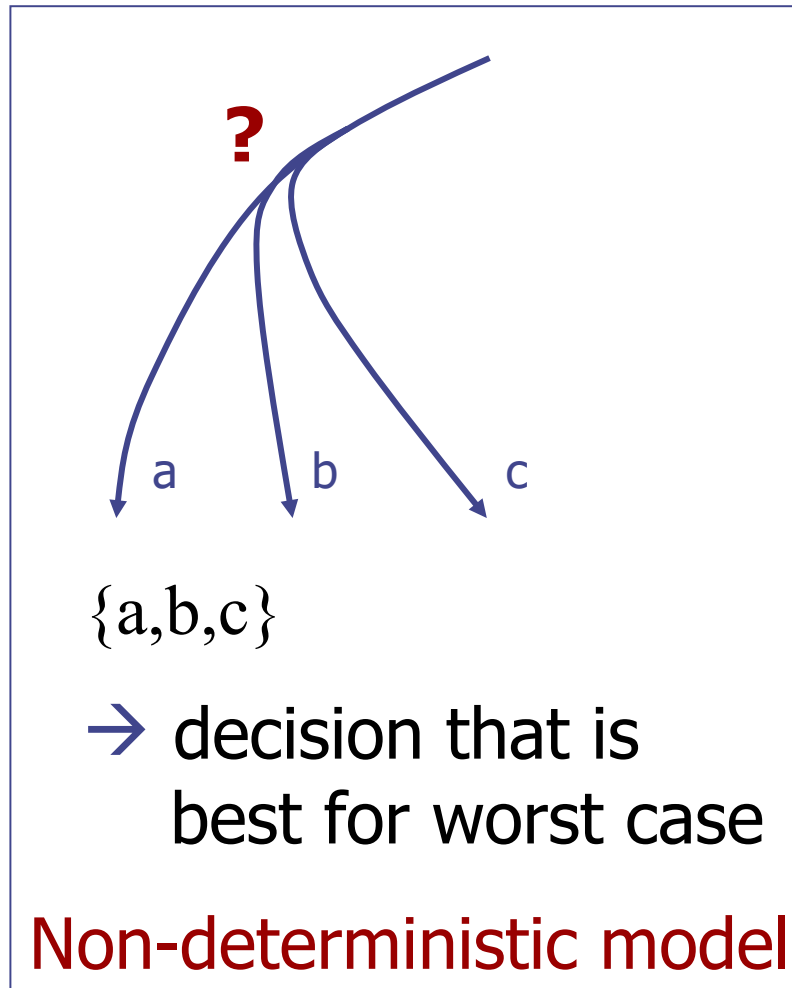 ?
a b c
{a,b,c}
→ decision that is
best for worst case
Non-deterministic model